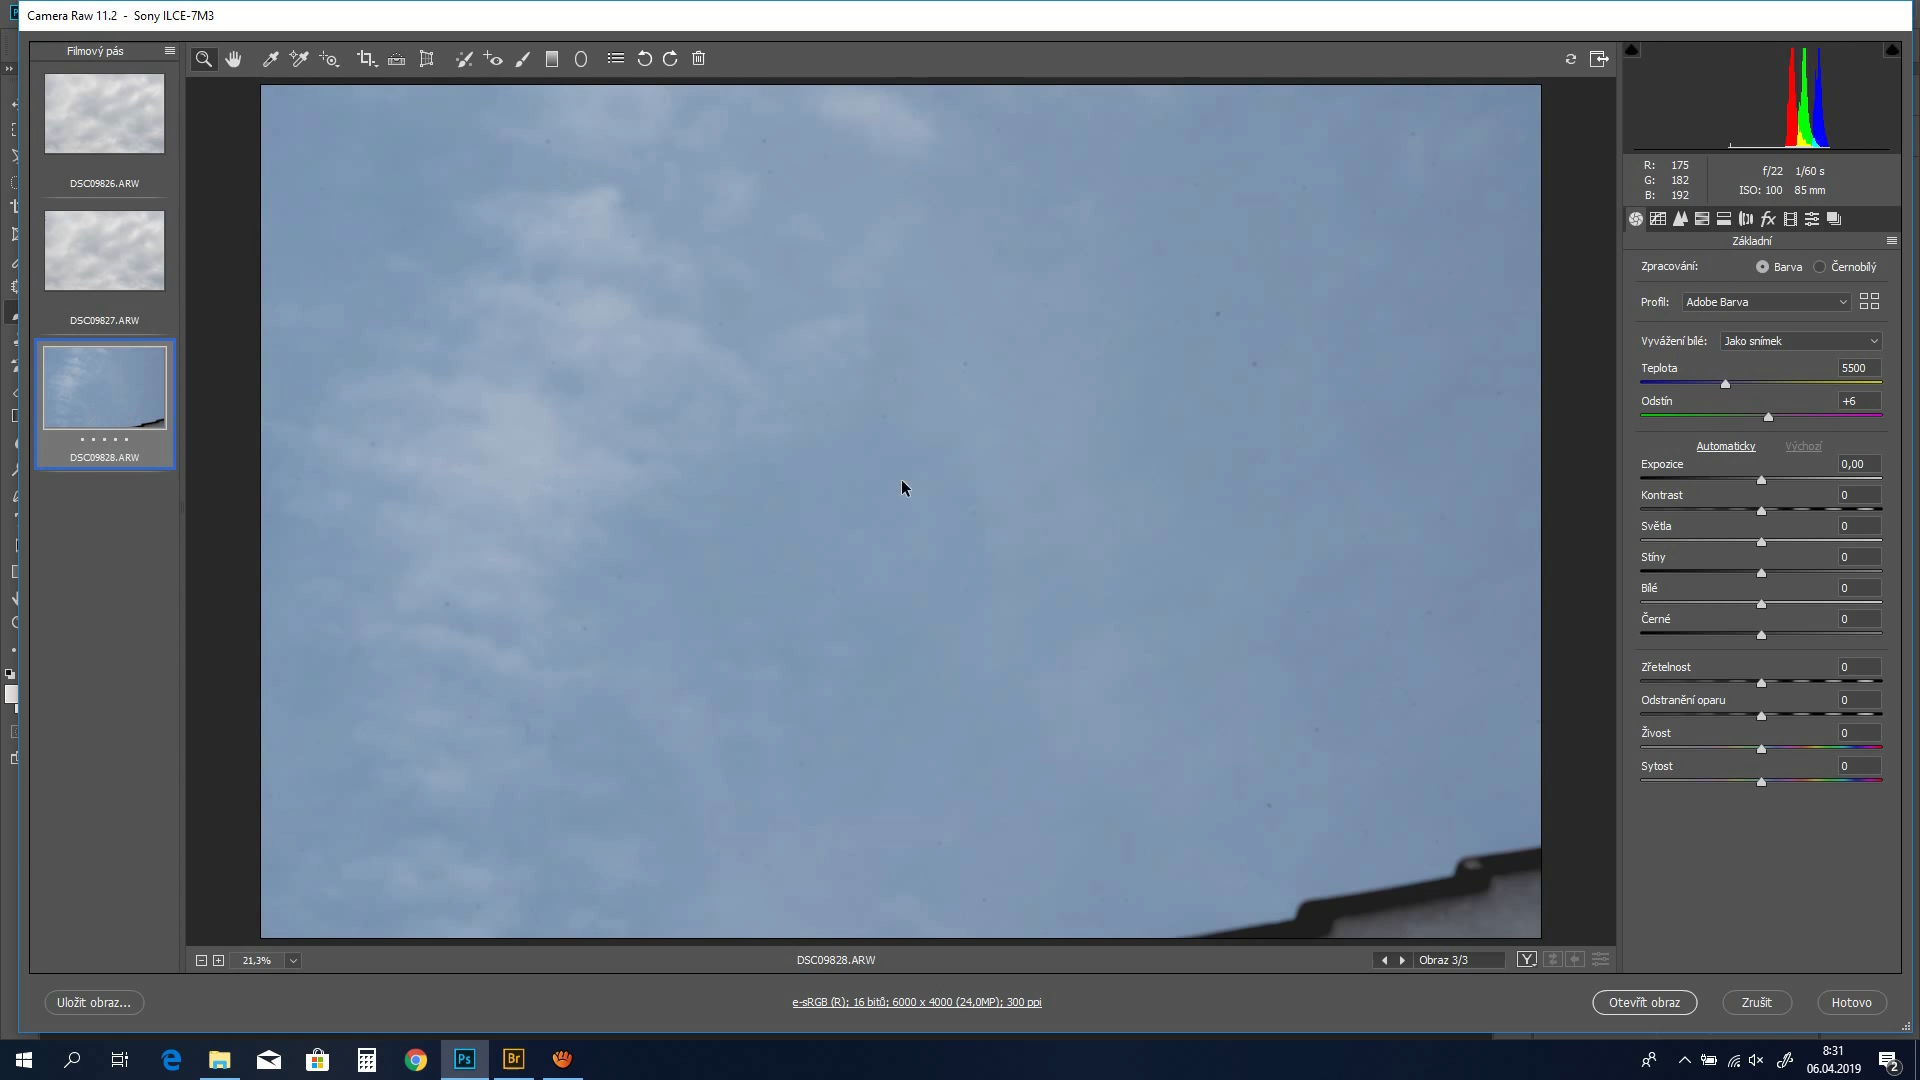 Camera Raw 11.2 - Sony ILCE-7M3
Filmový pás
DSC09826.ARW
DSC09827.ARW
DSC09828.ARW
R: 175
G: 182
B: 192
f/22 1/60 s
ISO: 100 85 mm
fx
Základní
Zpracování: Barva Černobílý
Profil: Adobe Barva
Vyvážení bílé: Jako snímek
Teplota 5500
Odstín +6
Automaticky Výchozí
Expozice 0,00
Kontrast 0
Světla 0
Stíny 0
Bílé 0
Černé 0
Zřetelnost 0
Odstranění oparu 0
Živost 0
Sytost 0
21,3%
DSC09828.ARW
Obraz 3/3
Y
Uložit obraz...
e-sRGB (R); 16 bitů; 6000 x 4000 (24,0MP); 300 ppi
Otevřít obraz
Zrušit
Hotovo
Ps
Br
8:31
06.04.2019
2